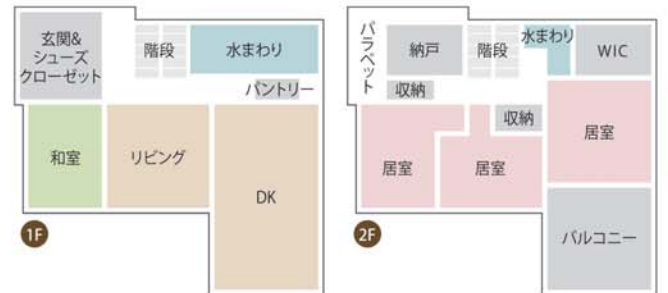 玄関&
シューズ
クローゼット
階段
水まわり
パントリー
和室
リビング
DK
1F
パラペット
納戸
階段
水まわり
WIC
収納
収納
居室
居室
居室
バルコニー
2F